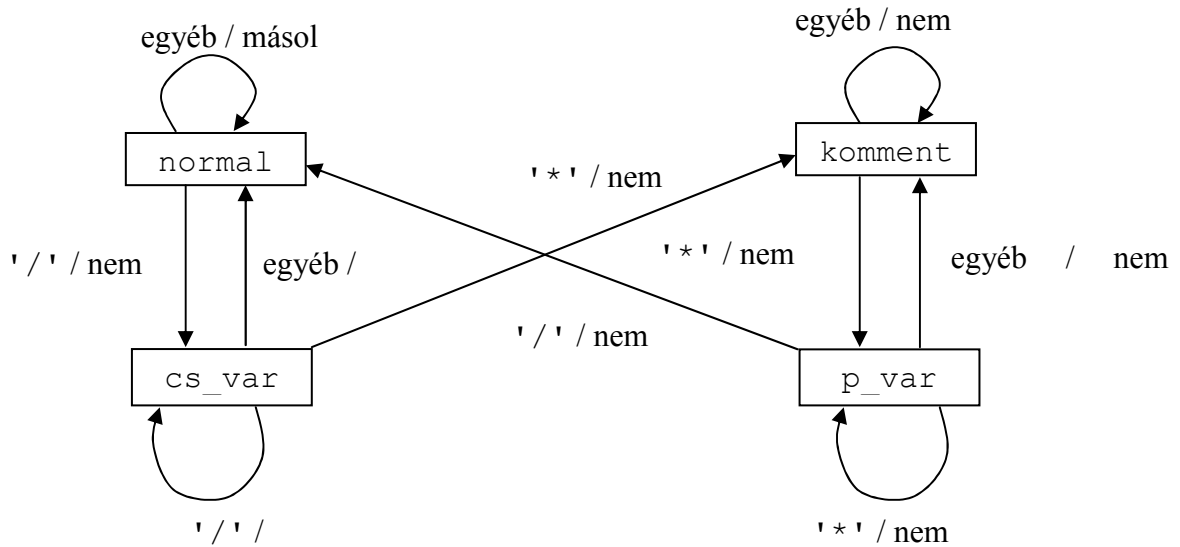 egyéb / másol
egyéb / nem
normal
komment
'*' / nem
'/' / nem
egyéb /
'*' / nem
egyéb / nem
'/' / nem
cs_var
p_var
'/' /
'*' / nem